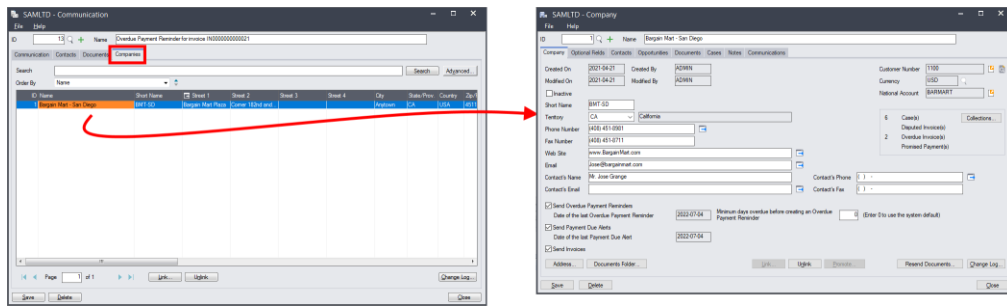 SAMLTD - Communication
File Help
ID 13 Name Overdue Payment Reminder for invoice IN0000000000021
Communication Contacts Documents Companies
Search Search Advanced...
Order By Name
ID Name Short Name Street 1 Street 2 Street 3 Street 4 City State/Prov. Country Zip/
1 Bargain Mart - San Diego BMT-SD Bargain Mart Plaza Corner 182nd and... Anytown CA USA 4511
Page 1 of 1 Link... Unlink Change Log...
Save Delete Close
SAMLTD - Company
File Help
ID 1 Name Bargain Mart - San Diego
Company Optional Fields Contacts Opportunities Documents Cases Notes Communications
Created On 2021-04-21 Created By ADMIN Customer Number 1100
Modified On 2021-04-21 Modified By ADMIN Currency USD
Inactive National Account BARMART
Short Name BMT-SD
Territory CA California 6 Case(s) Collections...
Disputed Invoice(s)
Phone Number (408) 451-8981 2 Overdue Invoice(s)
Fax Number (408) 451-8711 Promised Payment(s)
Web Site www.BargainMart.com
Email
Contact's Name Mr. Jose Grange Contact's Phone ( ) -
Contact's Email Contact's Fax ( ) -
Send Overdue Payment Reminders
Date of the last Overdue Payment Reminder 2022-07-04 Minimum days overdue before creating an Overdue Payment Reminder 0 (Enter 0 to use the system default)
Send Payment Due Alerts
Date of the last Payment Due Alert 2022-07-04
Send Invoices
Address... Documents Folder... Link... Unlink Promote... Resend Documents... Change Log...
Save Delete Close